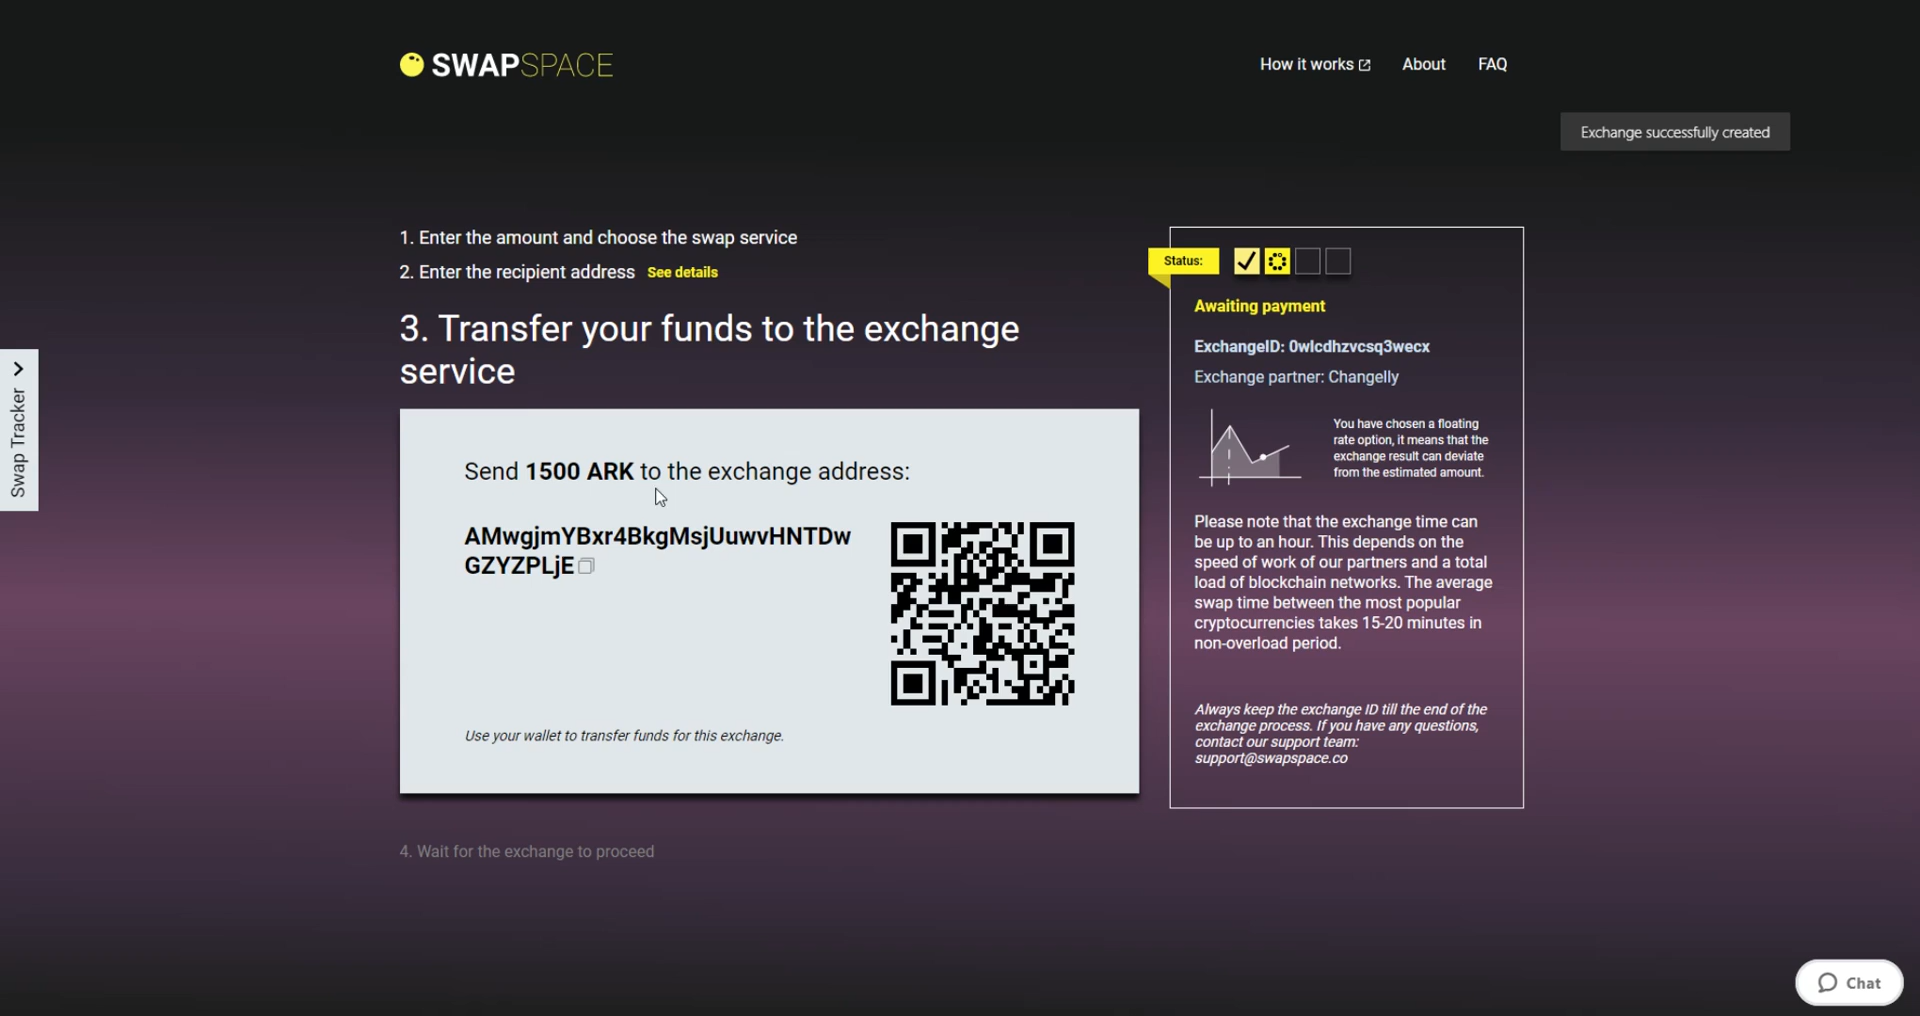 SWAPSPACE
How it works
About
FAQ
Exchange successfully created
1. Enter the amount and choose the swap service
2. Enter the recipient address See details
3. Transfer your funds to the exchange
service
Swap Tracker
Send 1500 ARK to the exchange address:
AMwgjmYBxr4BkgMsjUuwvHNTDw
GZYZPLjE
Use your wallet to transfer funds for this exchange.
4. Wait for the exchange to proceed
Status:
Awaiting payment
ExchangeID: 0wlcdhzvcsq3wecx
Exchange partner: Changelly
You have chosen a floating
rate option, it means that the
exchange result can deviate
from the estimated amount.
Please note that the exchange time can
be up to an hour. This depends on the
speed of work of our partners and a total
load of blockchain networks. The average
swap time between the most popular
cryptocurrencies takes 15-20 minutes in
non-overload period.
Always keep the exchange ID till the end of the
exchange process. If you have any questions,
contact our support team:
support@swapspace.co
Chat